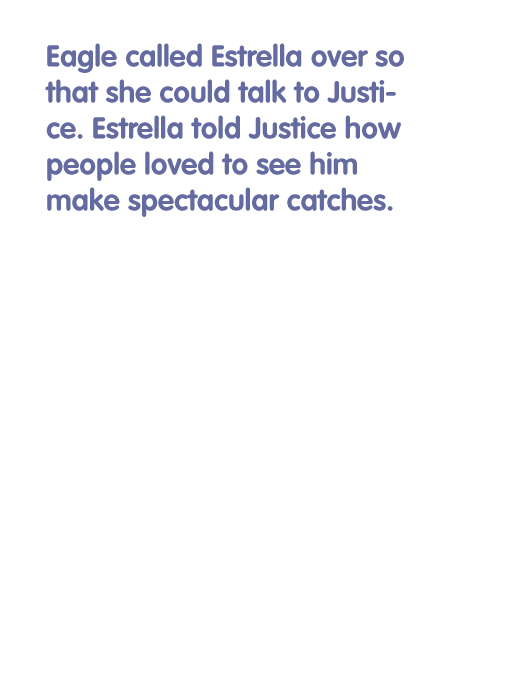 Eagle called Estrella over so
that she could talk to Justi-
ce. Estrella told Justice how
people loved to see him
make spectacular catches.